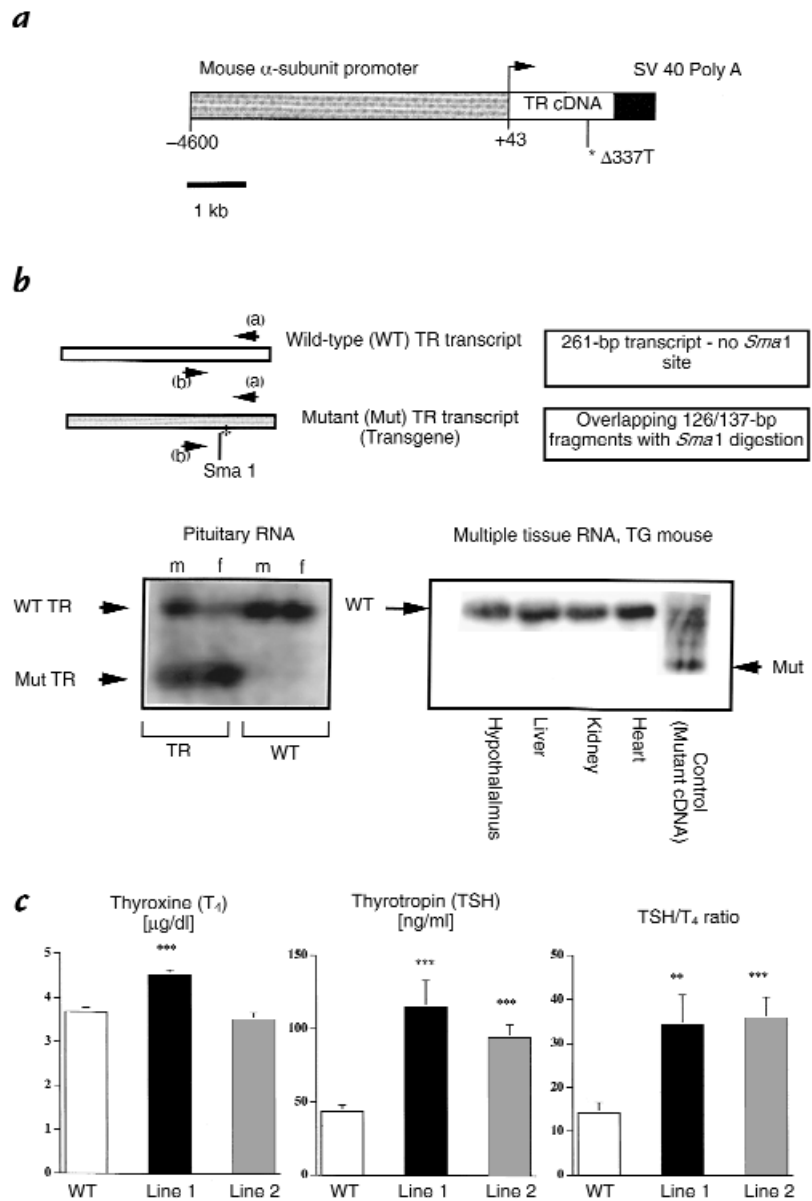 a
Mouse α-subunit promoter
SV 40 Poly A
TR cDNA
–4600
+43
* Δ337T
1 kb
b
(a)
Wild-type (WT) TR transcript
261-bp transcript - no Sma1
site
(b)
(a)
Mutant (Mut) TR transcript
(Transgene)
Overlapping 126/137-bp
fragments with Sma1 digestion
*
(b)
Sma 1
Pituitary RNA
m f m f
WT TR
Mut TR
TR WT
Multiple tissue RNA, TG mouse
WT
Mut
Hypothalalmus
Liver
Kidney
Heart
Control
(Mutant cDNA)
c
Thyroxine (T4)
[μg/dl]
5
4
3
2
1
0
***
WT Line 1 Line 2
Thyrotropin (TSH)
[ng/ml]
150
100
50
0
***
***
WT Line 1 Line 2
TSH/T4 ratio
50
40
30
20
10
0
**
***
WT Line 1 Line 2